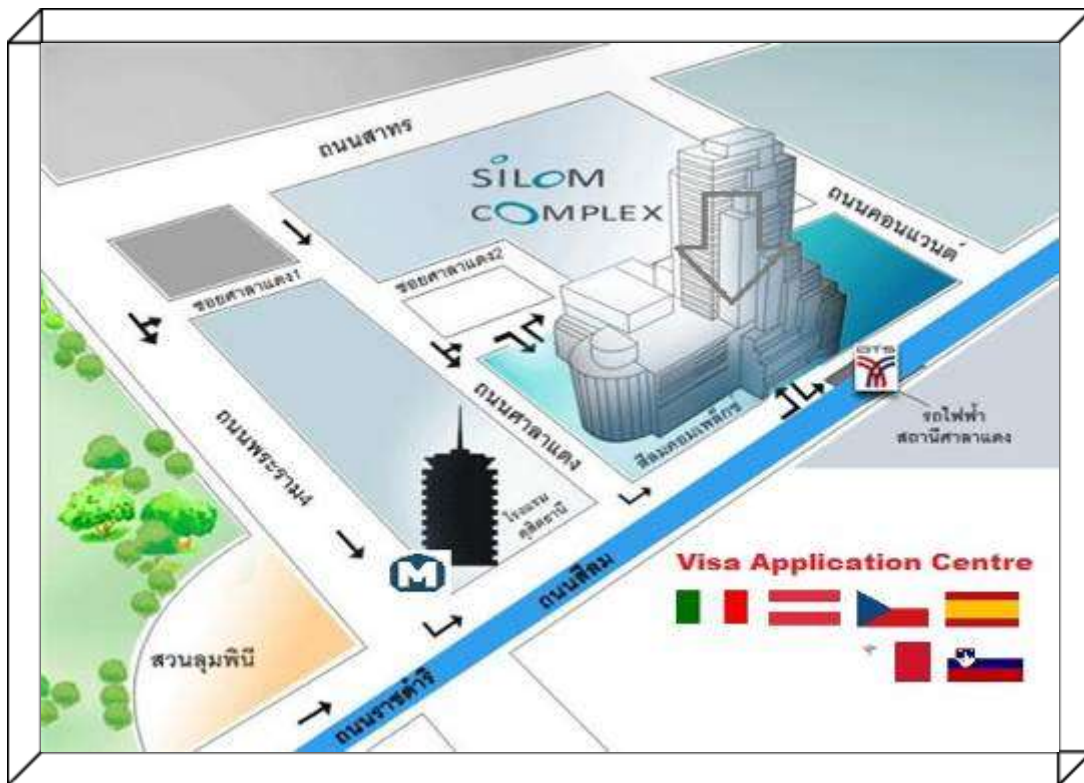 ถนนสาทร
SILOM
COMPLEX
ถนนคอนแวนต์
ซอยศาลาแดง1
ซอยศาลาแดง2
BTS
รถไฟฟ้า
สถานีศาลาแดง
สีลมคอมเพล็กซ์
ถนนศาลาแดง
ถนนพระราม4
โรงแรม
ดุสิตธานี
M
ถนนสีลม
Visa Application Centre
สวนลุมพินี
ถนนราชดำริ